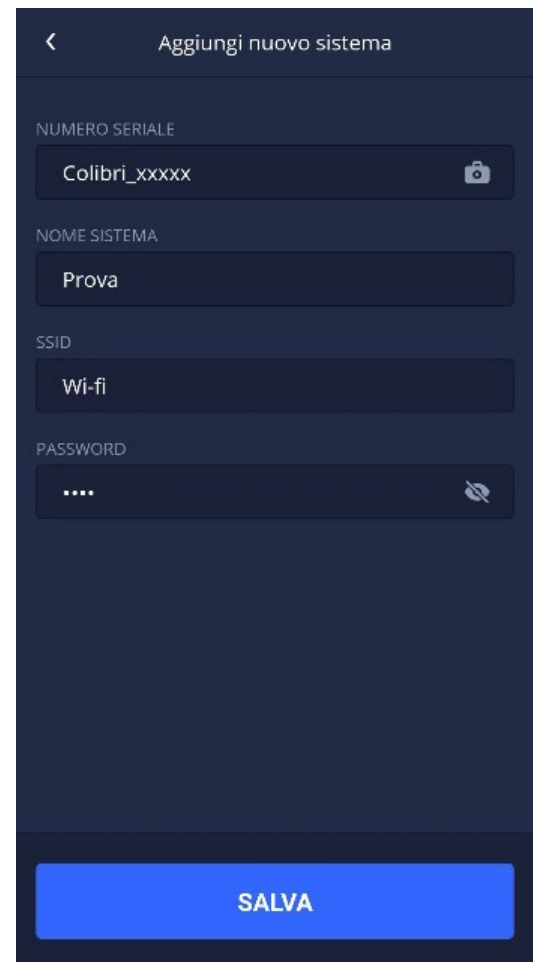 Aggiungi nuovo sistema
NUMERO SERIALE
Colibri_xxxxx
NOME SISTEMA
Prova
SSID
Wi-fi
PASSWORD
••••
SALVA